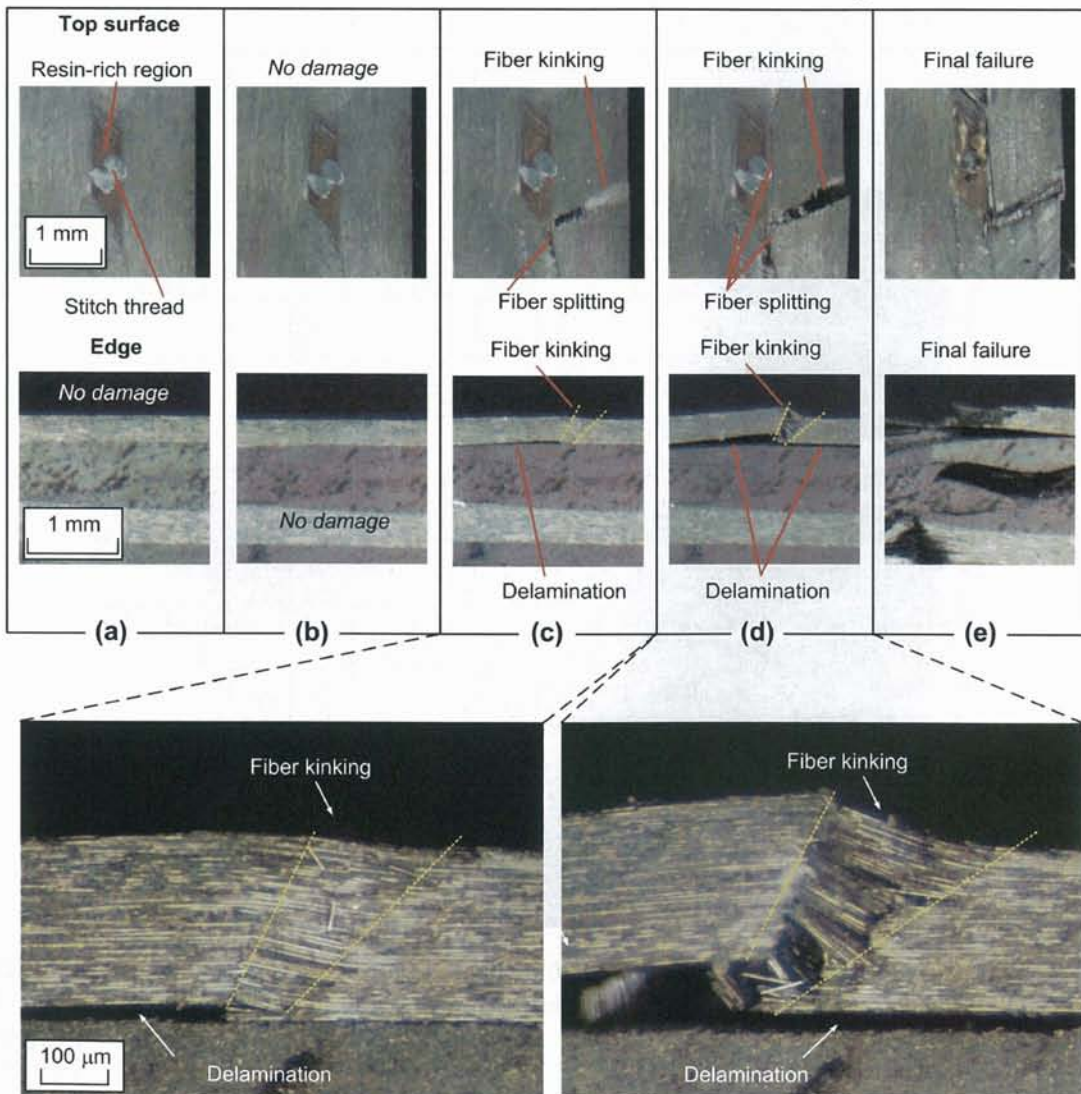 Top surface
Resin-rich region
1 mm
Stitch thread
Edge
No damage
1 mm
(a)
No damage
No damage
(b)
Fiber kinking
Fiber splitting
Fiber kinking
Delamination
(c)
Fiber kinking
Fiber splitting
Fiber kinking
Delamination
(d)
Final failure
Final failure
(e)
Fiber kinking
Delamination
100 μm
Fiber kinking
Delamination